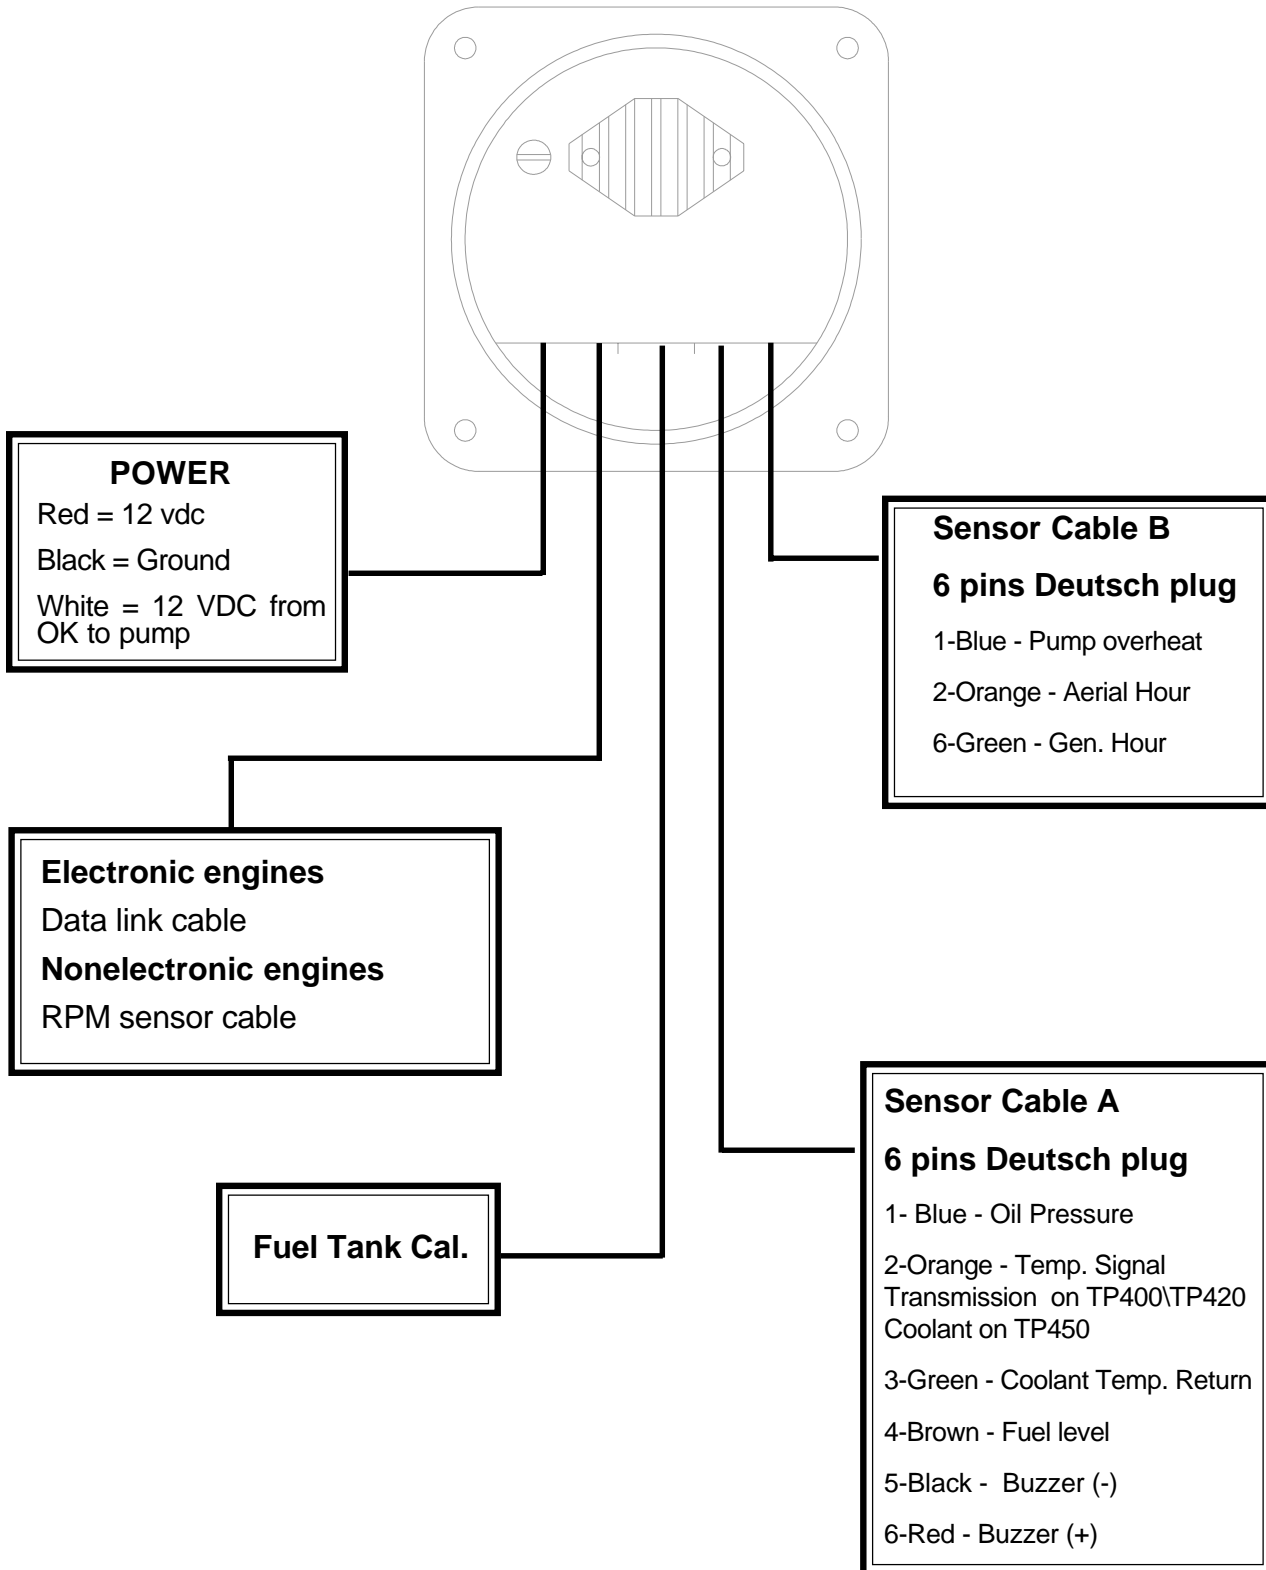 POWER
Red = 12 vdc
Black = Ground
White = 12 VDC from
OK to pump
Sensor Cable B
6 pins Deutsch plug
1-Blue - Pump overheat
2-Orange - Aerial Hour
6-Green - Gen. Hour
Electronic engines
Data link cable
Nonelectronic engines
RPM sensor cable
Fuel Tank Cal.
Sensor Cable A
6 pins Deutsch plug
1- Blue - Oil Pressure
2-Orange - Temp. Signal
Transmission on TP400\TP420
Coolant on TP450
3-Green - Coolant Temp. Return
4-Brown - Fuel level
5-Black - Buzzer (-)
6-Red - Buzzer (+)